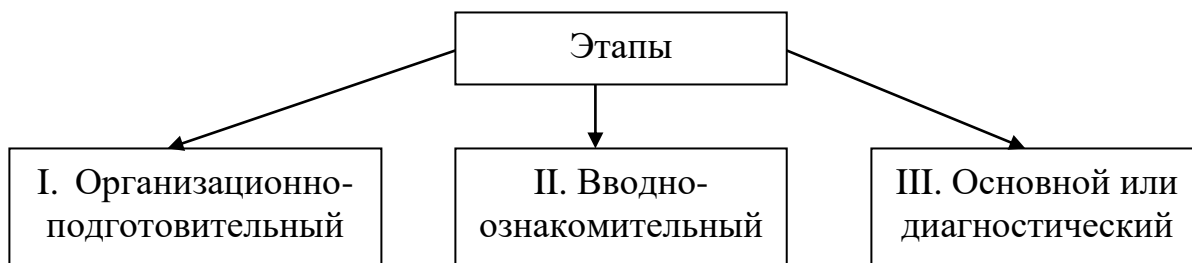 Этапы
I. Организационно-
подготовительный
II. Вводно-
ознакомительный
III. Основной или
диагностический